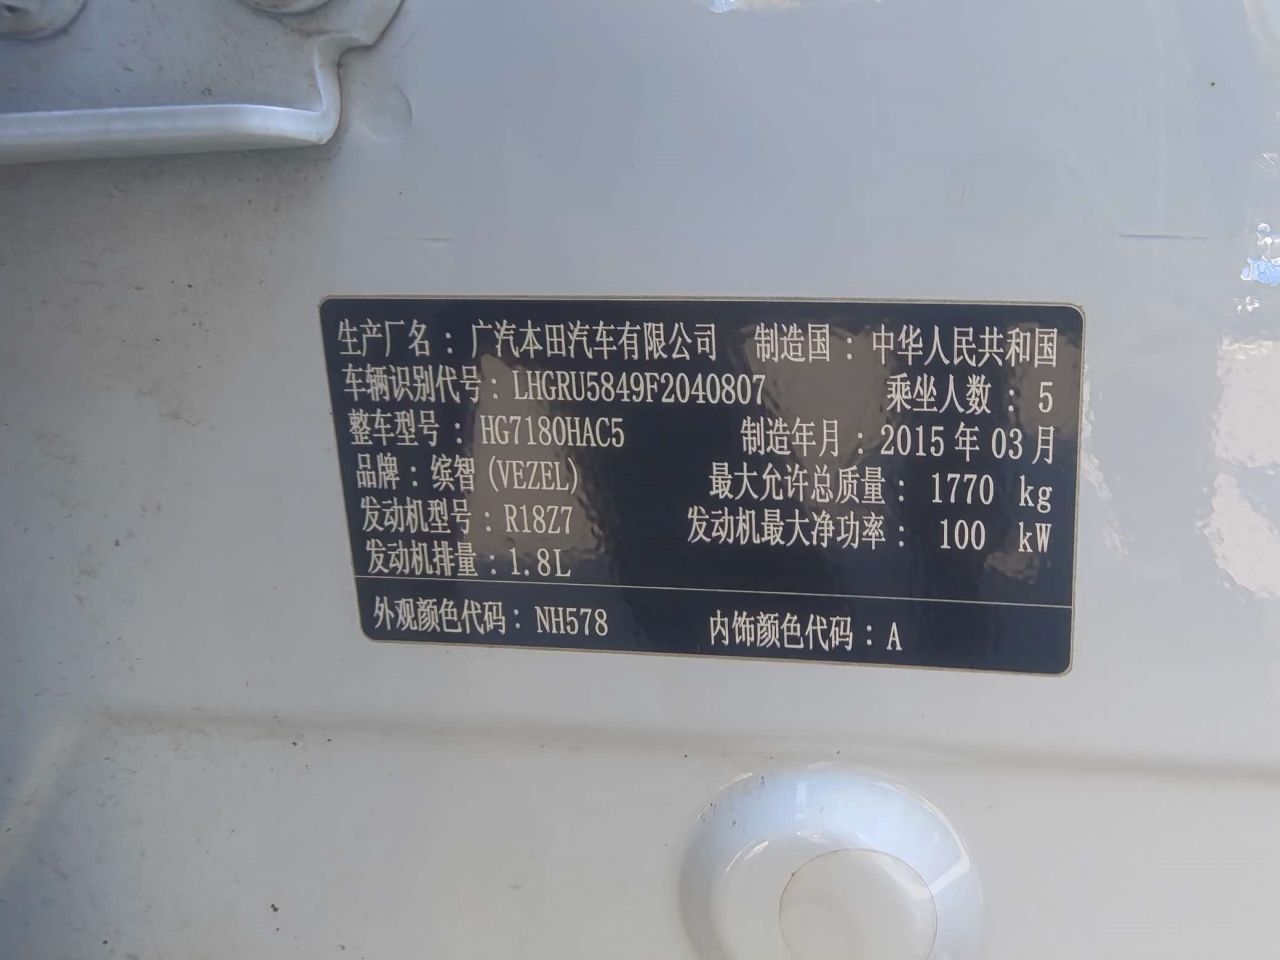 生产厂名：广汽本田汽车有限公司 制造国：中华人民共和国
车辆识别代号：LHGRU5849F2040807 乘坐人数：5
整车型号：HG7180HAC5 制造年月：2015年03月
品牌：缤智(VEZEL) 最大允许总质量：1770 kg
发动机型号：R18Z7 发动机最大净功率：100 kW
发动机排量：1.8L
外观颜色代码：NH578 内饰颜色代码：A